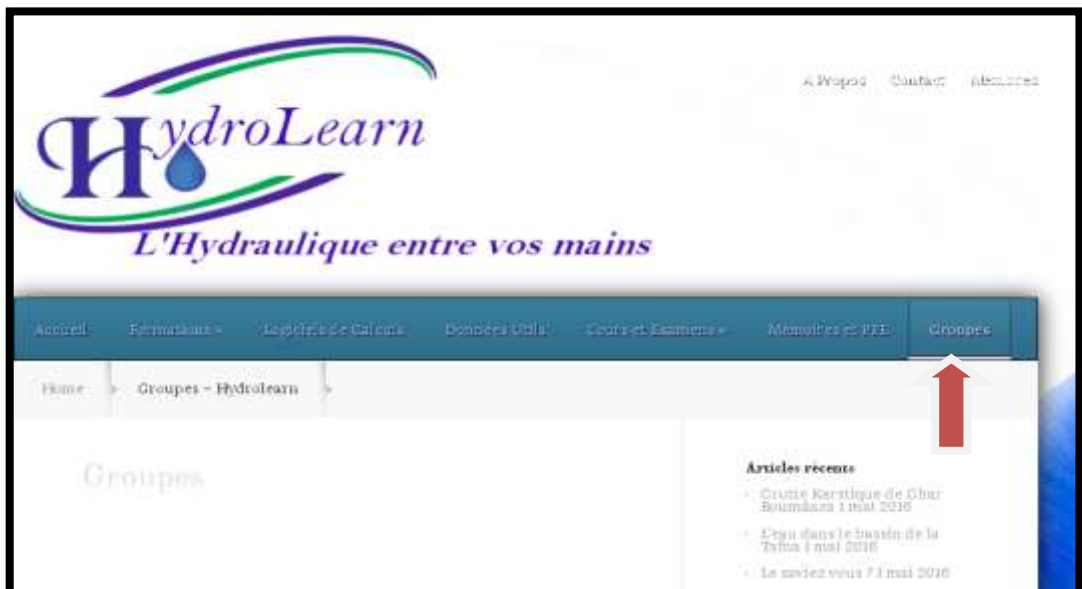 HydroLearn
L'Hydraulique entre vos mains
A Propos Contact
Accueil Formations » Logiciels de Calculs Données Utils Cours et Examens » Mémoires et PFE Groupes
Home Groupes – Hydrolearn
Groupes
Articles récents
Grotte Karstique de Ghar
Boumâaza 1 mai 2016
L'eau dans le bassin de la
Tafna 1 mai 2016
Le saviez vous ? 1 mai 2016